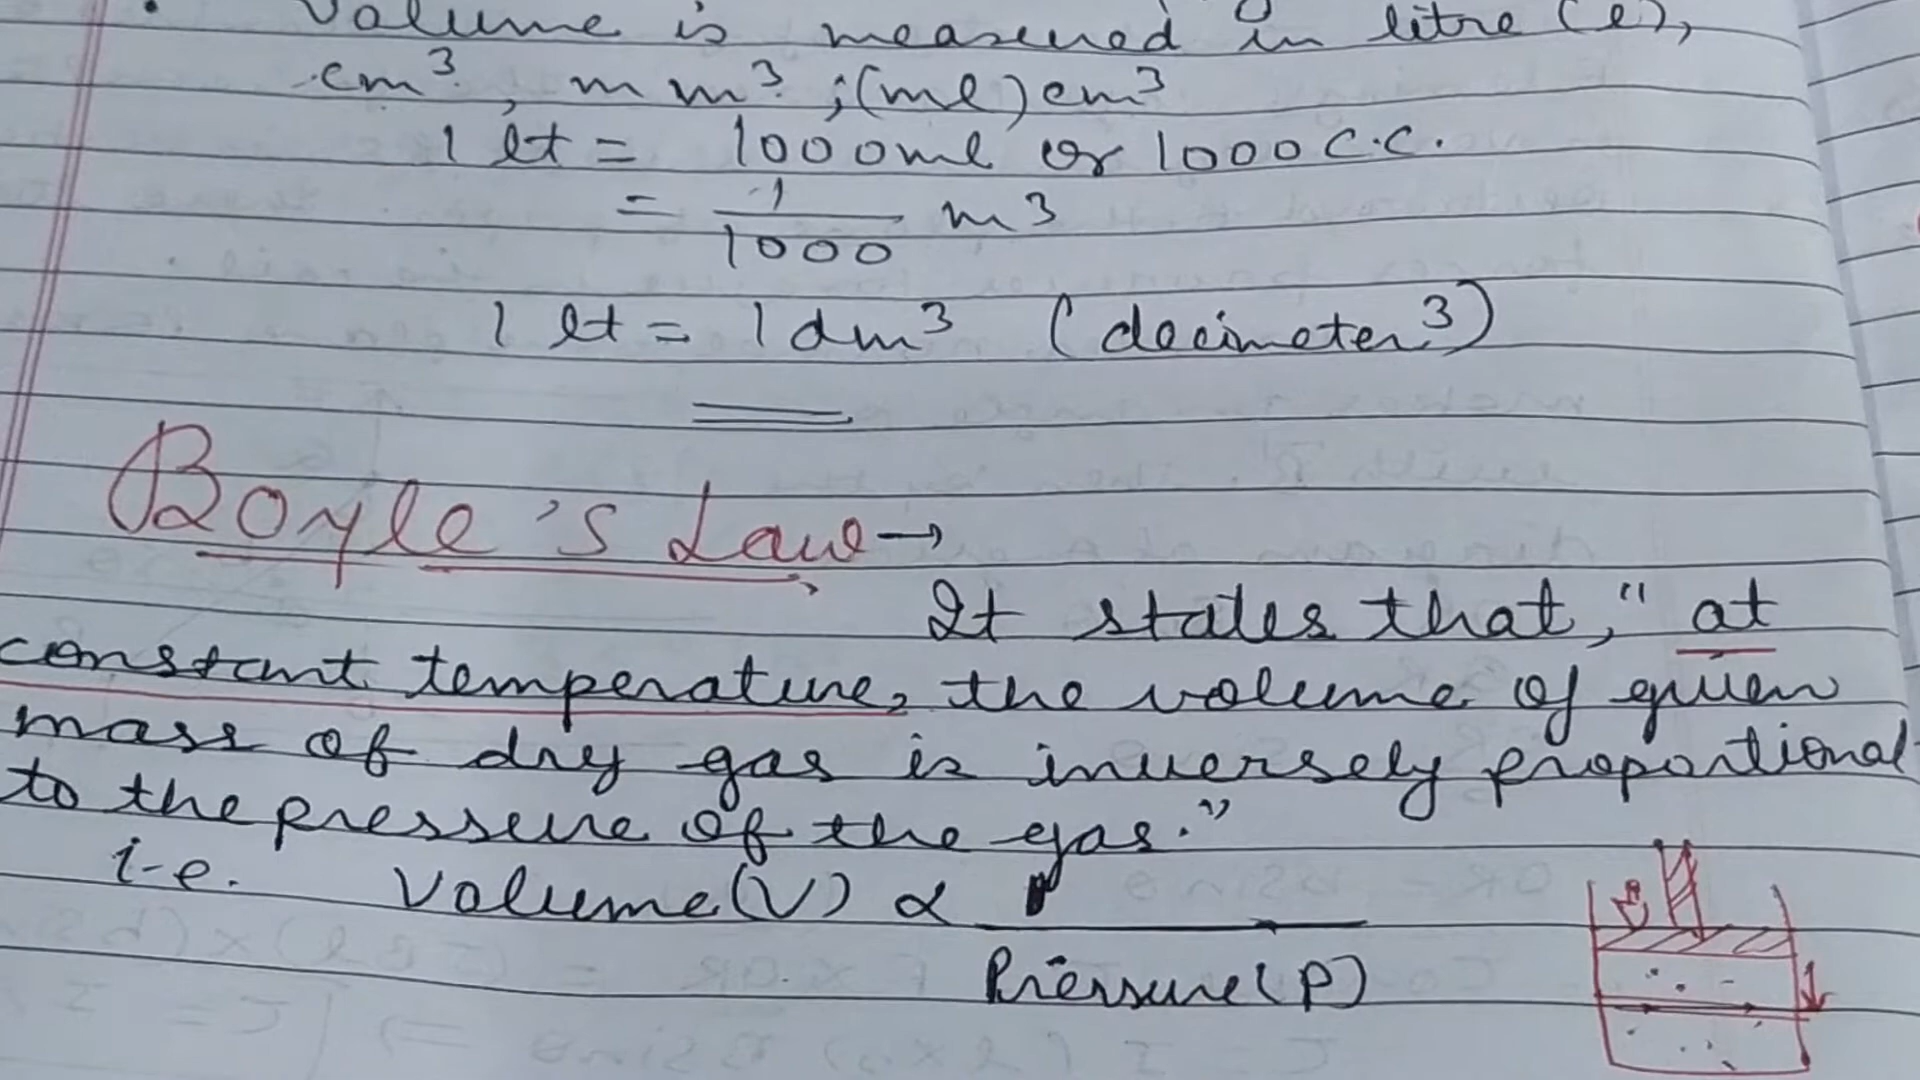 Volume is measured in litre (l),
cm³, m m³, ;(ml) cm³
1 lt = 1000ml or 1000 C.C.
= 1/1000 m³
1 lt = 1 dm³ (decimeter³)
Boyle's Law→
It states that, " at
constant temperature, the volume of given
mass of dry gas is inversely proportional
to the pressure of the gas."
i-e. Volume(V) ∝
Pressure(P)